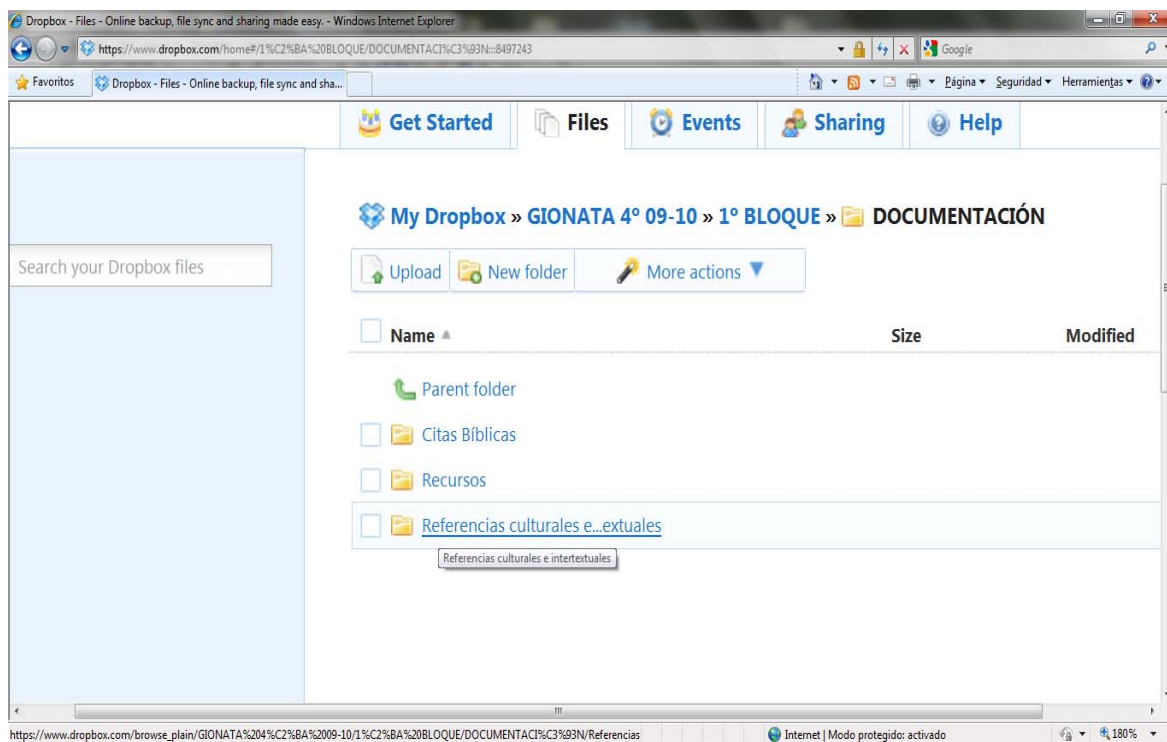 Dropbox - Files - Online backup, file sync and sharing made easy. - Windows Internet Explorer
https://www.dropbox.com/home#/1%C2%BA%20BLOQUE/DOCUMENTACI%C3%93N:::8497243
Google
Favoritos
Dropbox - Files - Online backup, file sync and sha...
Página
Seguridad
Herramientas
Get Started
Files
Events
Sharing
Help
My Dropbox » GIONATA 4º 09-10 » 1º BLOQUE » DOCUMENTACIÓN
Search your Dropbox files
Upload
New folder
More actions
Name
Size
Modified
Parent folder
Citas Bíblicas
Recursos
Referencias culturales e...extuales
Referencias culturales e intertextuales
https://www.dropbox.com/browse_plain/GIONATA%204%C2%BA%2009-10/1%C2%BA%20BLOQUE/DOCUMENTACI%C3%93N/Referencias
Internet | Modo protegido: activado
180%